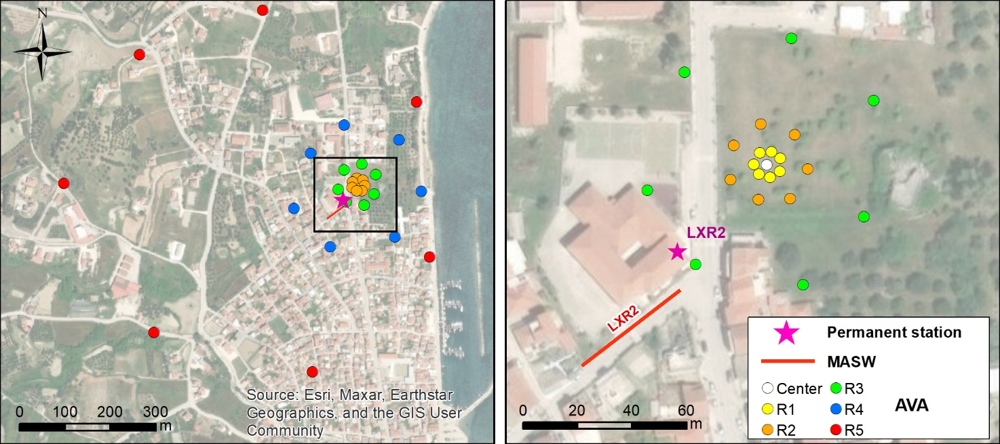 N
0 100 200 300
m
Source: Esri, Maxar, Earthstar
Geographics, and the GIS User
Community
LXR2
LXR2
0 20 40 60
m
Permanent station
MASW
Center R3
R1 R4 AVA
R2 R5